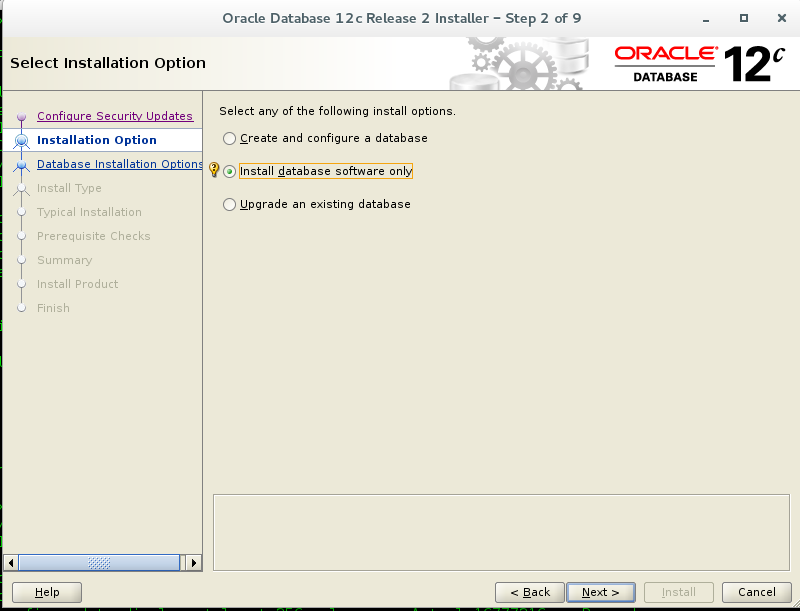 Oracle Database 12c Release 2 Installer – Step 2 of 9
Select Installation Option
ORACLE
DATABASE
12c
Configure Security Updates
Installation Option
Database Installation Options
Install Type
Typical Installation
Prerequisite Checks
Summary
Install Product
Finish
Select any of the following install options.
Create and configure a database
Install database software only
Upgrade an existing database
Help
< Back
Next >
Install
Cancel